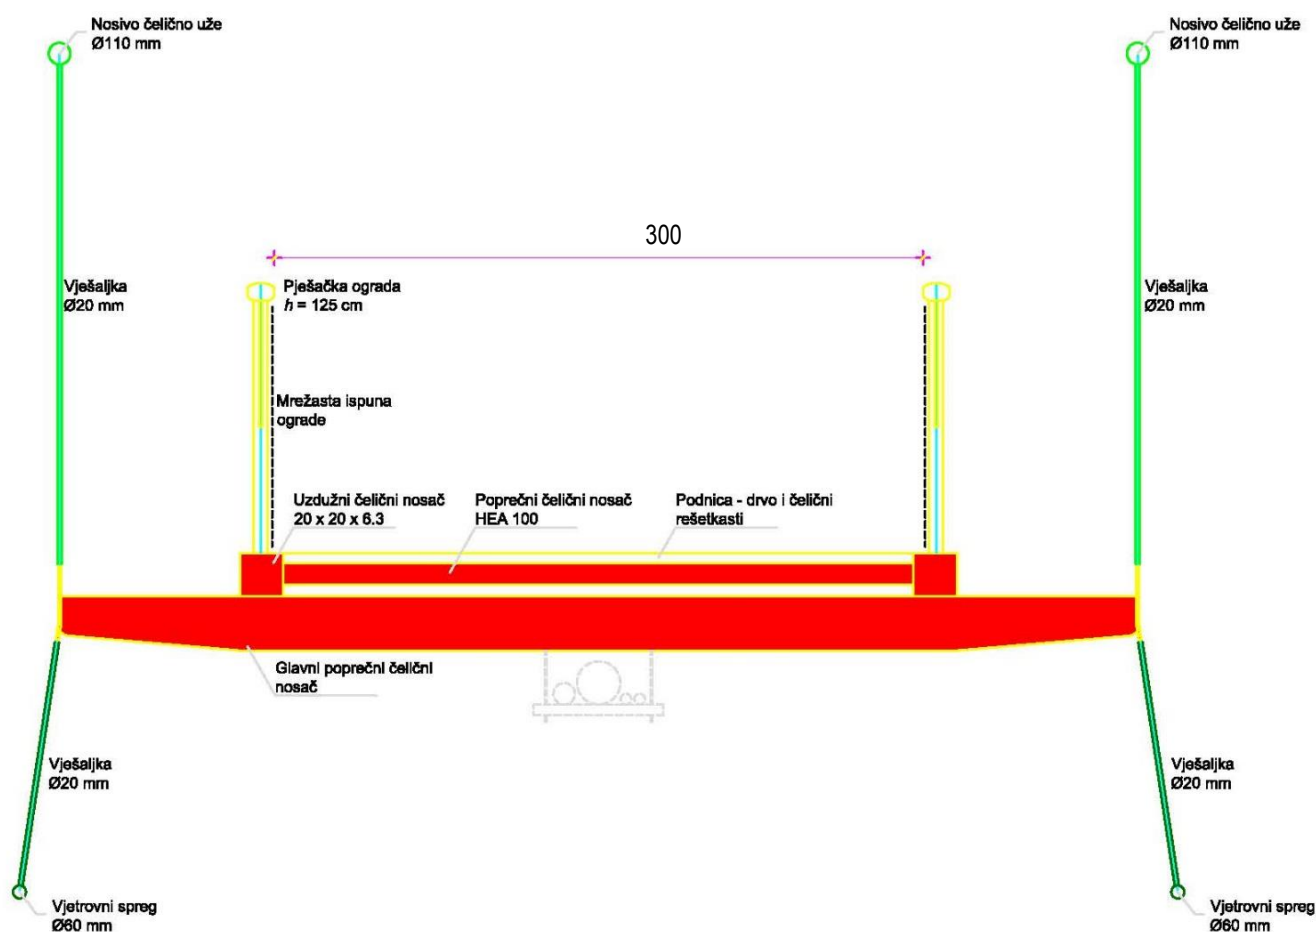 Nosivo čelično uže
Ø110 mm
Nosivo čelično uže
Ø110 mm
300
Vješaljka
Ø20 mm
Pješačka ograda
h = 125 cm
Vješaljka
Ø20 mm
Mrežasta ispuna
ograde
Uzdužni čelični nosač
20 x 20 x 6.3
Poprečni čelični nosač
HEA 100
Podnica - drvo i čelični
rešetkasti
Glavni poprečni čelični
nosač
Vješaljka
Ø20 mm
Vješaljka
Ø20 mm
Vjetrovni spreg
Ø60 mm
Vjetrovni spreg
Ø60 mm